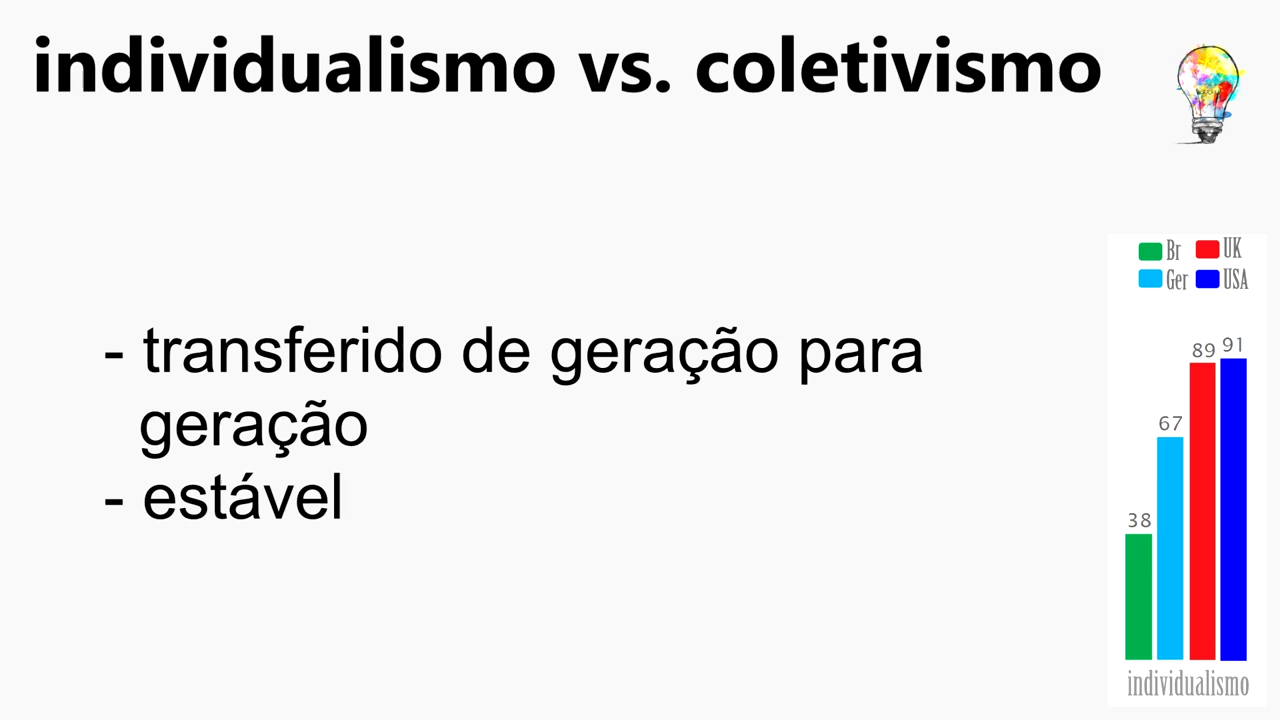 individualismo vs. coletivismo
- transferido de geração para
geração
- estável
Br UK
Ger USA
89 91
67
38
individualismo